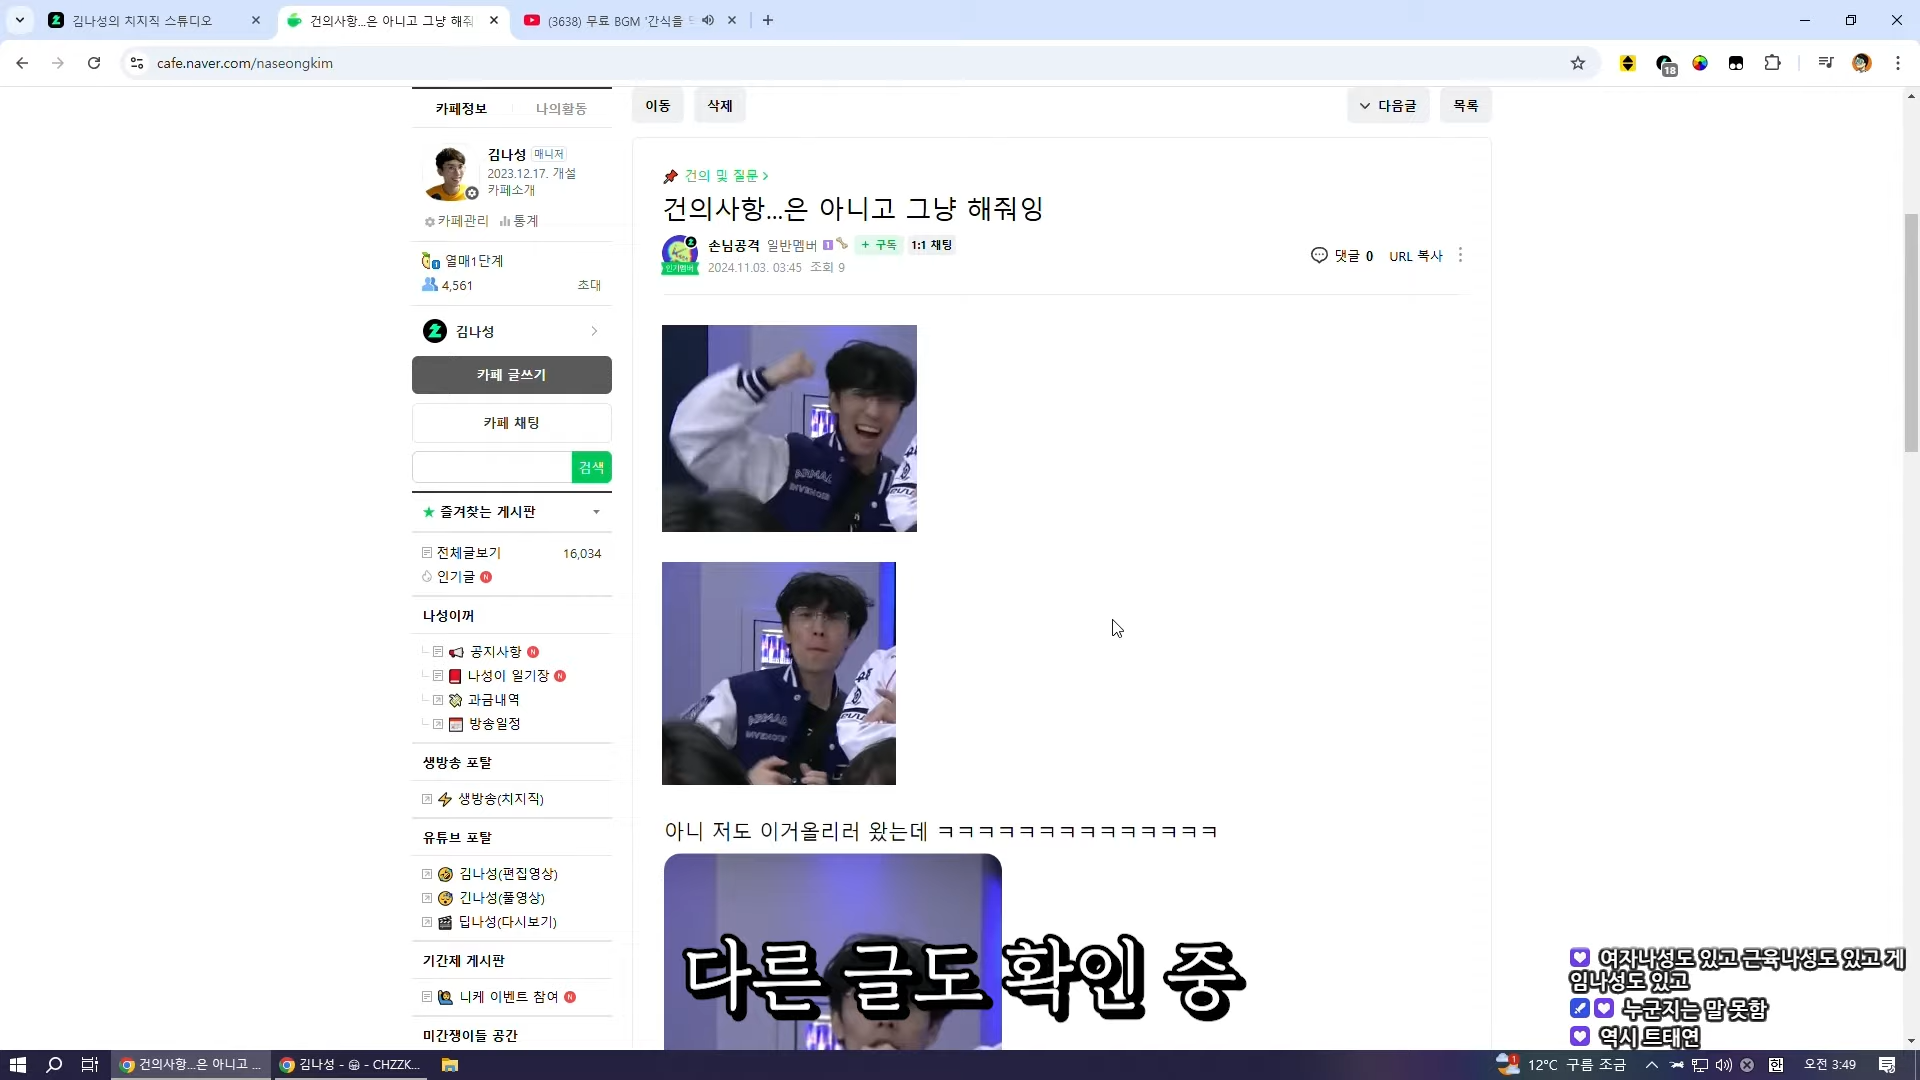 김나성의 치지직 스튜디오
건의사항...은 아니고 그냥 해줘
(3638) 무료 BGM '간식을
cafe.naver.com/naseongkim
18
카페정보
나의활동
이동
삭제
다음글
목록
김나성 매니저
2023.12.17. 개설
카페소개
카페관리
통계
열매1단계
4,561
초대
김나성
카페 글쓰기
카페 채팅
검색
즐겨찾는 게시판
전체글보기 16,034
인기글 N
나성이꺼
공지사항 N
나성이 일기장 N
과금내역
방송일정
생방송 포탈
생방송(치지직)
유튜브 포탈
김나성(편집영상)
긴나성(풀영상)
딥나성(다시보기)
기간제 게시판
니케 이벤트 참여 N
미간쟁이들 공간
건의 및 질문 >
건의사항...은 아니고 그냥 해줘잉
손님공격 일반멤버 1 + 구독 1:1 채팅
인기멤버
2024.11.03. 03:45 조회 9
댓글 0 URL 복사
아니 저도 이거올리러 왔는데 ㅋㅋㅋㅋㅋㅋㅋㅋㅋㅋㅋㅋㅋㅋ
다른 글도 확인 중
여자나성도 있고 근육나성도 있고 게
임나성도 있고
누군지는 말 못함
역시 트태연
건의사항...은 아니고 ...
김나성 - CHZZK...
1
12°C 구름 조금
한
오전 3:49